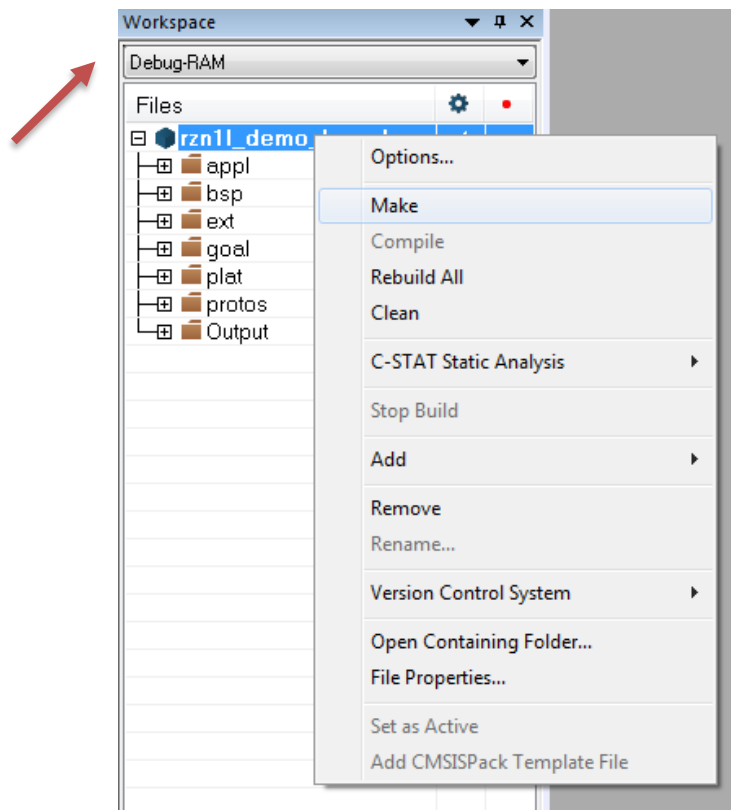 Workspace
Debug-RAM
Files
rzn1l_demo_
appl
bsp
ext
goal
plat
protos
Output
Options...
Make
Compile
Rebuild All
Clean
C-STAT Static Analysis
Stop Build
Add
Remove
Rename...
Version Control System
Open Containing Folder...
File Properties...
Set as Active
Add CMSISPack Template File